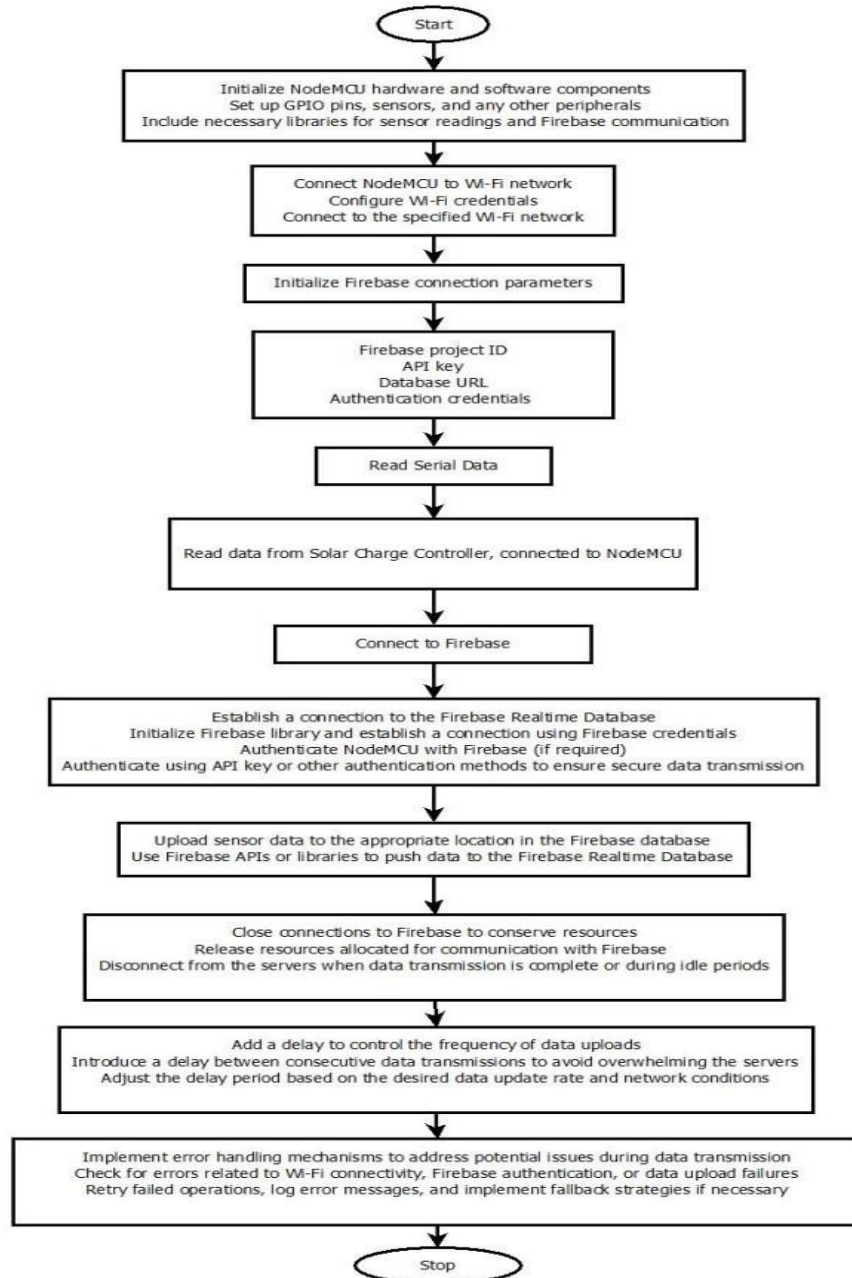 Start
Initialize NodeMCU hardware and software components
Set up GPIO pins, sensors, and any other peripherals
Include necessary libraries for sensor readings and Firebase communication
Connect NodeMCU to Wi-Fi network
Configure Wi-Fi credentials
Connect to the specified Wi-Fi network
Initialize Firebase connection parameters
Firebase project ID
API key
Database URL
Authentication credentials
Read Serial Data
Read data from Solar Charge Controller, connected to NodeMCU
Connect to Firebase
Establish a connection to the Firebase Realtime Database
Initialize Firebase library and establish a connection using Firebase credentials
Authenticate NodeMCU with Firebase (if required)
Authenticate using API key or other authentication methods to ensure secure data transmission
Upload sensor data to the appropriate location in the Firebase database
Use Firebase APIs or libraries to push data to the Firebase Realtime Database
Close connections to Firebase to conserve resources
Release resources allocated for communication with Firebase
Disconnect from the servers when data transmission is complete or during idle periods
Add a delay to control the frequency of data uploads
Introduce a delay between consecutive data transmissions to avoid overwhelming the servers
Adjust the delay period based on the desired data update rate and network conditions
Implement error handling mechanisms to address potential issues during data transmission
Check for errors related to Wi-Fi connectivity, Firebase authentication, or data upload failures
Retry failed operations, log error messages, and implement fallback strategies if necessary
Stop